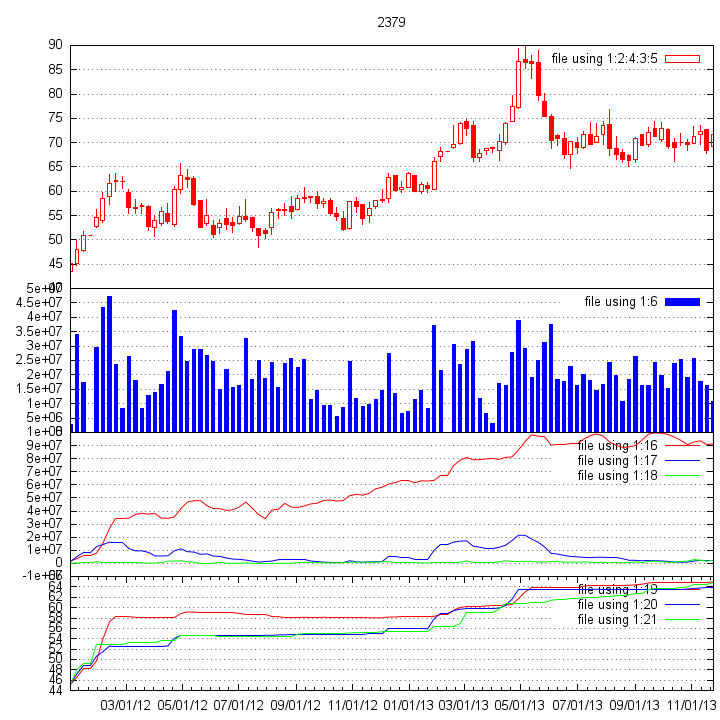 2379
90
file using 1:2:4:3:5
85
80
75
70
65
60
55
50
45
40
5e+07
file using 1:6
4.5e+07
4e+07
3.5e+07
3e+07
2.5e+07
2e+07
1.5e+07
1e+07
5e+06
0
1e+08
file using 1:16
9e+07
file using 1:17
8e+07
file using 1:18
7e+07
6e+07
5e+07
4e+07
3e+07
2e+07
1e+07
0
-1e+07
file using 1:19
64
62
file using 1:20
60
file using 1:21
58
56
54
52
50
48
46
44
03/01/12 05/01/12 07/01/12 09/01/12 11/01/12 01/01/13 03/01/13 05/01/13 07/01/13 09/01/13 11/01/13